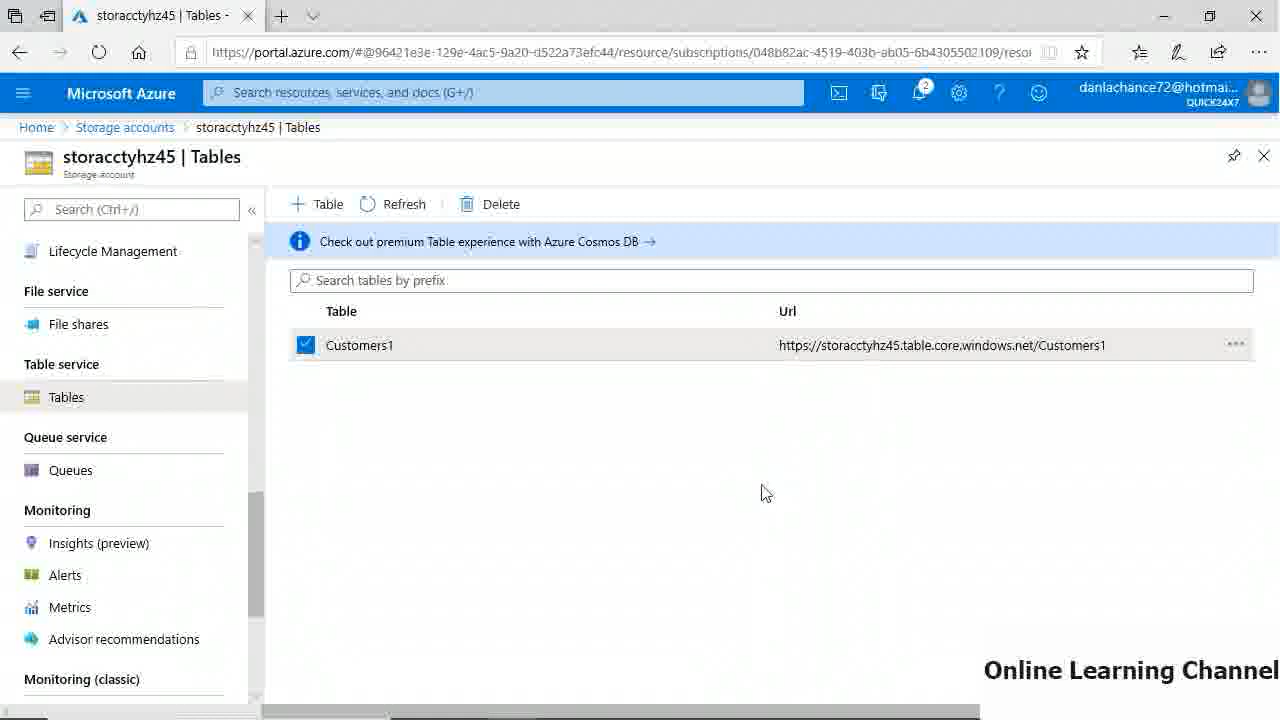 storacctyhz45 | Tables -
https://portal.azure.com/#@96421e3e-129e-4ac5-9a20-d522a73efc44/resource/subscriptions/048b82ac-4519-403b-ab05-6b4305502109/resou
Microsoft Azure
Search resources, services, and docs (G+/)
2
danlachance72@hotmai...
QUICK24X7
Home > Storage accounts > storacctyhz45 | Tables
storacctyhz45 | Tables
Storage account
Search (Ctrl+/)
«
Table
Refresh
Delete
Check out premium Table experience with Azure Cosmos DB →
Search tables by prefix
Table
Url
Customers1
https://storacctyhz45.table.core.windows.net/Customers1
Lifecycle Management
File service
File shares
Table service
Tables
Queue service
Queues
Monitoring
Insights (preview)
Alerts
Metrics
Advisor recommendations
Monitoring (classic)
Online Learning Channel